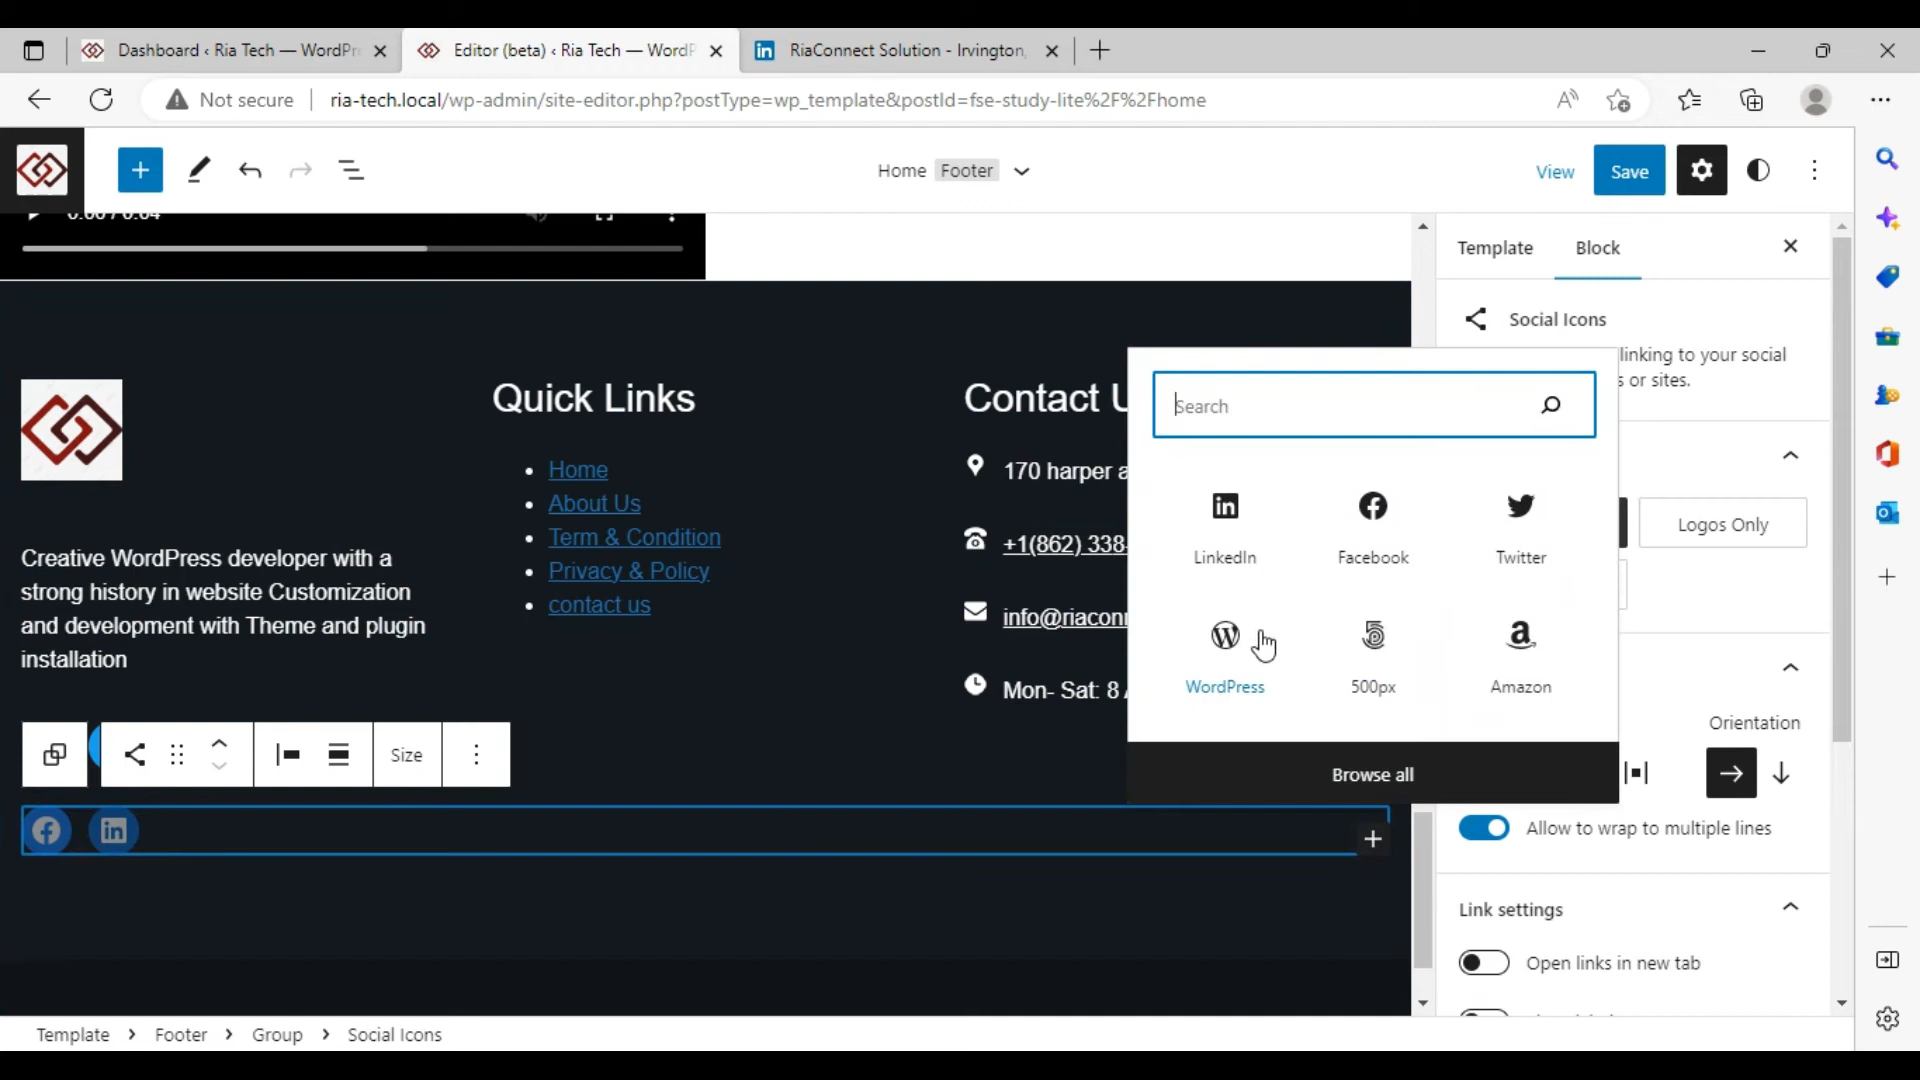 Dashboard ‹ Ria Tech — WordPr
Editor (beta) ‹ Ria Tech — WordP
RiaConnect Solution - Irvington,
Not secure
ria-tech.local/wp-admin/site-editor.php?postType=wp_template&postId=fse-study-lite%2F%2Fhome
Home Footer
View
Save
0:00 / 0:04
Template
Block
Social Icons
linking to your social
s or sites.
Logos Only
Orientation
Allow to wrap to multiple lines
Link settings
Open links in new tab
Creative WordPress developer with a
strong history in website Customization
and development with Theme and plugin
installation
Quick Links
Home
About Us
Term & Condition
Privacy & Policy
contact us
Contact U
170 harper a
+1(862) 338-
info@riaconn
Mon- Sat: 8
Search
LinkedIn
Facebook
Twitter
WordPress
500px
Amazon
Browse all
Size
Template > Footer > Group > Social Icons